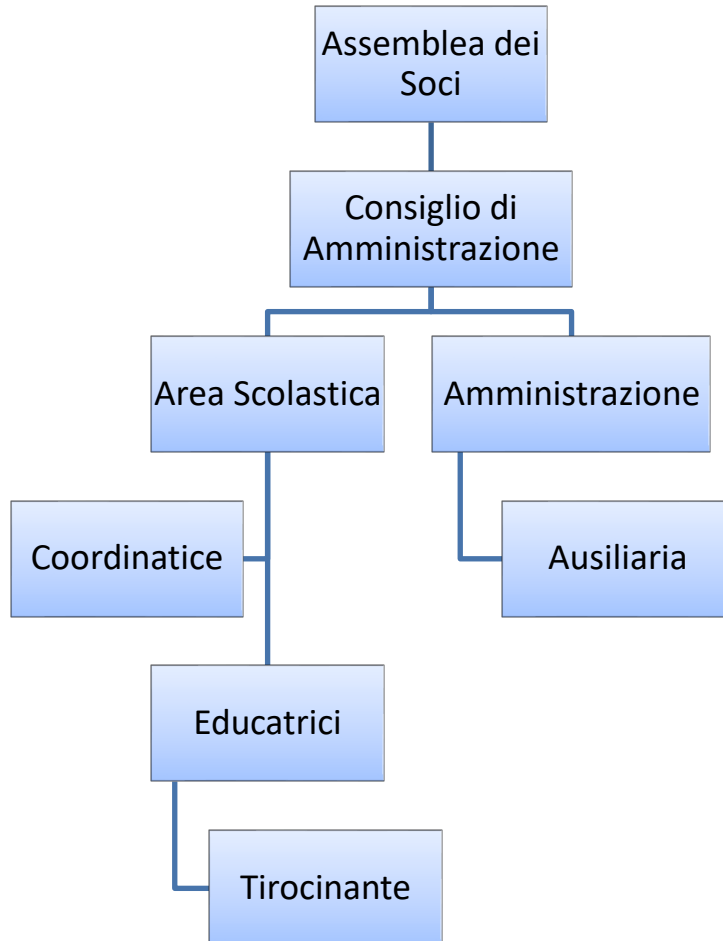 Assemblea dei
Soci
Consiglio di
Amministrazione
Area Scolastica
Amministrazione
Coordinatice
Ausiliaria
Educatrici
Tirocinante